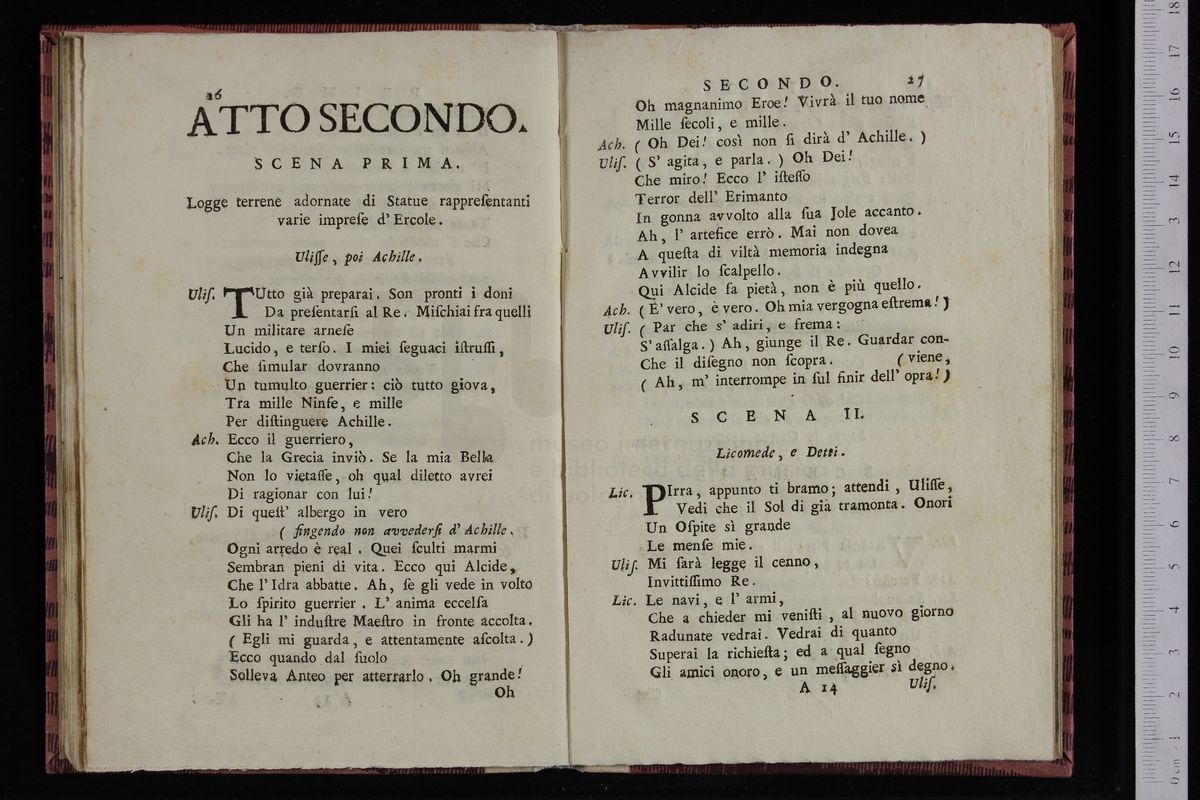 26
ATTO SECONDO.
SCENA PRIMA.
Logge terrene adornate di Statue rappreſentanti
varie impreſe d' Ercole.
Uliſſe, poi Achille.
Uliſ. TUtto già preparai. Son pronti i doni
Da preſentarſi al Re. Miſchiai fra quelli
Un militare arneſe
Lucido, e terſo. I miei ſeguaci iſtruſſi,
Che ſimular dovranno
Un tumulto guerrier: ciò tutto giova,
Tra mille Ninfe, e mille
Per diſtinguere Achille.
Ach. Ecco il guerriero,
Che la Grecia inviò. Se la mia Bella
Non lo vietaſſe, oh qual diletto avrei
Di ragionar con lui!
Uliſ. Di queſt' albergo in vero
( fingendo non avvederſi d' Achille.
Ogni arredo è real. Quei ſculti marmi
Sembran pieni di vita. Ecco qui Alcide,
Che l' Idra abbatte. Ah, ſe gli vede in volto
Lo ſpirito guerrier. L' anima eccelſa
Gli ha l' induſtre Maeſtro in fronte accolta.
( Egli mi guarda, e attentamente aſcolta.)
Ecco quando dal ſuolo
Solleva Anteo per atterrarlo. Oh grande!
Oh
SECONDO. 27
Oh magnanimo Eroe! Vivrà il tuo nome
Mille ſecoli, e mille.
Ach. ( Oh Dei! così non ſi dirà d' Achille. )
Uliſ. ( S' agita, e parla. ) Oh Dei!
Che miro! Ecco l' iſteſſo
Terror dell' Erimanto
In gonna avvolto alla ſua Jole accanto.
Ah, l' artefice errò. Mai non dovea
A queſta di viltà memoria indegna
Avvilir lo ſcalpello.
Qui Alcide fa pietà, non è più quello.
Ach. ( E' vero, è vero. Oh mia vergogna eſtrema! )
Uliſ. ( Par che s' adiri, e frema:
S' aſſalga. ) Ah, giunge il Re. Guardar con-
Che il diſegno non ſcopra. ( viene,
( Ah, m' interrompe in ſul finir dell' opra! )
SCENA II.
Licomede, e Detti.
Lic. PIrra, appunto ti bramo; attendi, Uliſſe,
Vedi che il Sol di già tramonta. Onori
Un Oſpite sì grande
Le menſe mie.
Uliſ. Mi ſarà legge il cenno,
Invittiſſimo Re.
Lic. Le navi, e l' armi,
Che a chieder mi veniſti, al nuovo giorno
Radunate vedrai. Vedrai di quanto
Superai la richieſta; ed a qual ſegno
Gli amici onoro, e un meſſaggier sì degno.
A 14 Uliſ.